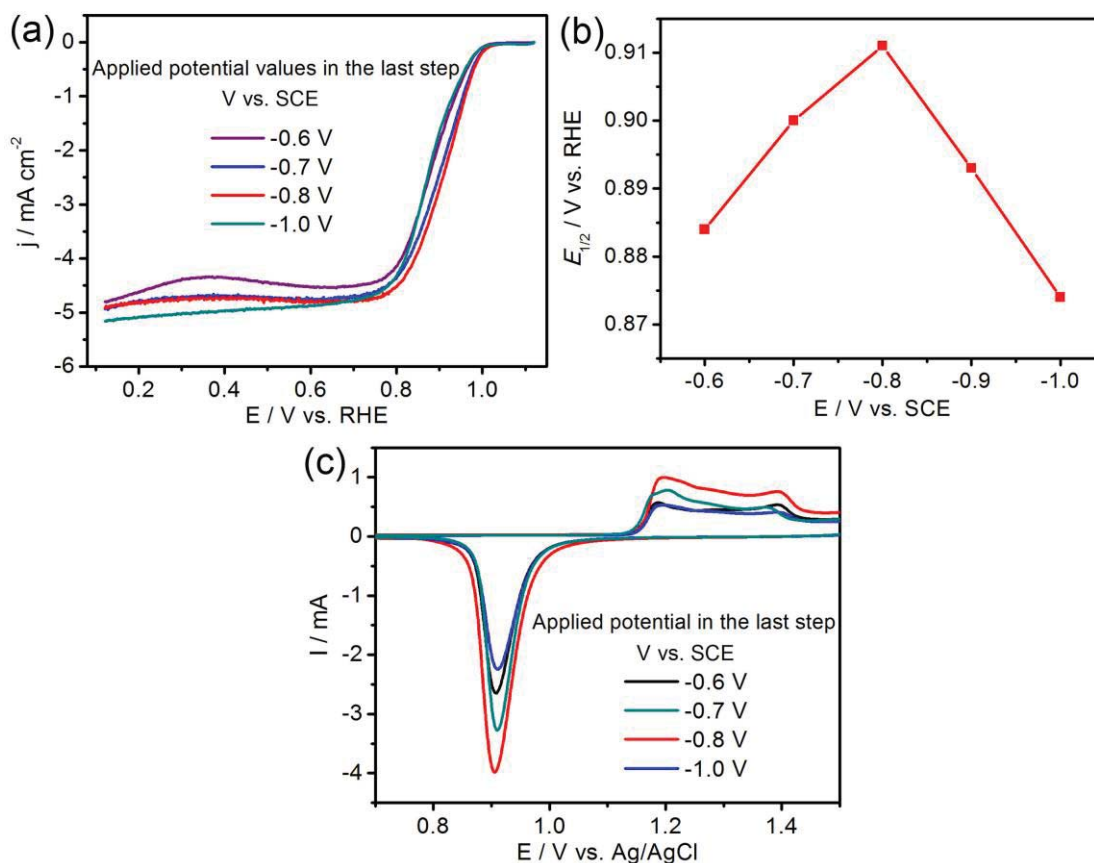 (a)
0
-1
-2
-3
-4
-5
-6
j / mA cm-2
Applied potential values in the last step
V vs. SCE
-0.6 V
-0.7 V
-0.8 V
-1.0 V
0.2 0.4 0.6 0.8 1.0
E / V vs. RHE
(b)
0.91
0.90
0.89
0.88
0.87
E1/2 / V vs. RHE
-0.6 -0.7 -0.8 -0.9 -1.0
E / V vs. SCE
(c)
1
0
-1
-2
-3
-4
I / mA
Applied potential in the last step
V vs. SCE
-0.6 V
-0.7 V
-0.8 V
-1.0 V
0.8 1.0 1.2 1.4
E / V vs. Ag/AgCl